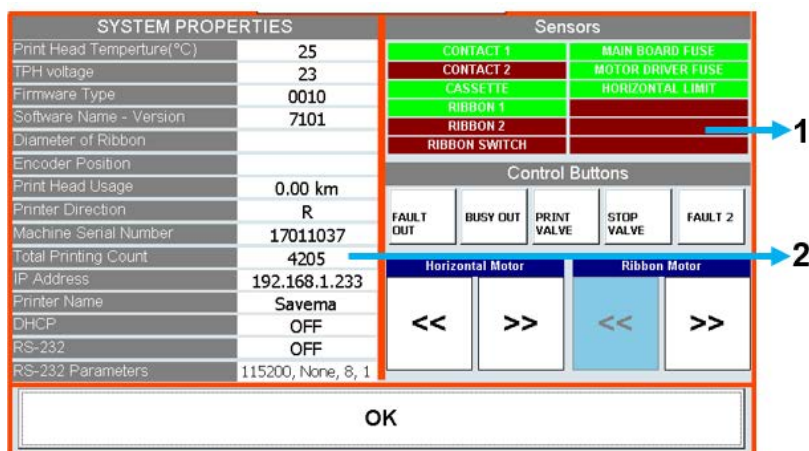 SYSTEM PROPERTIES
Print Head Temperture(°C) 25
TPH voltage 23
Firmware Type 0010
Software Name - Version 7101
Diameter of Ribbon
Encoder Position
Print Head Usage 0.00 km
Printer Direction R
Machine Serial Number 17011037
Total Printing Count 4205
IP Address 192.168.1.233
Printer Name Savema
DHCP OFF
RS-232 OFF
RS-232 Parameters 115200, None, 8, 1
Sensors
CONTACT 1 MAIN BOARD FUSE
CONTACT 2 MOTOR DRIVER FUSE
CASSETTE HORIZONTAL LIMIT
RIBBON 1
RIBBON 2
RIBBON SWITCH
1
Control Buttons
FAULT OUT
BUSY OUT
PRINT VALVE
STOP VALVE
FAULT 2
2
Horizontal Motor Ribbon Motor
<< >> << >>
OK